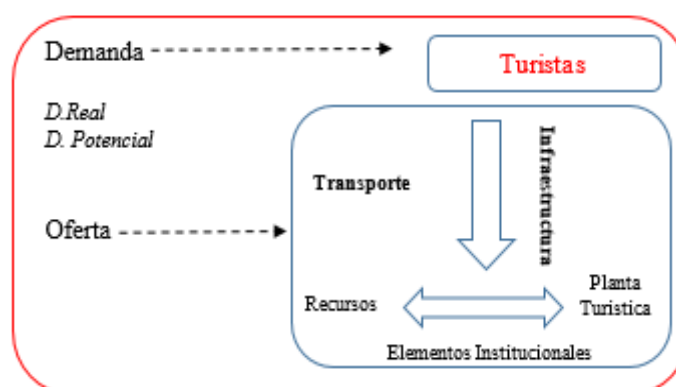 Demanda
Turistas
D.Real
D. Potencial
Infraestructura
Transporte
Oferta
Recursos
Planta
Turistica
Elementos Institucionales